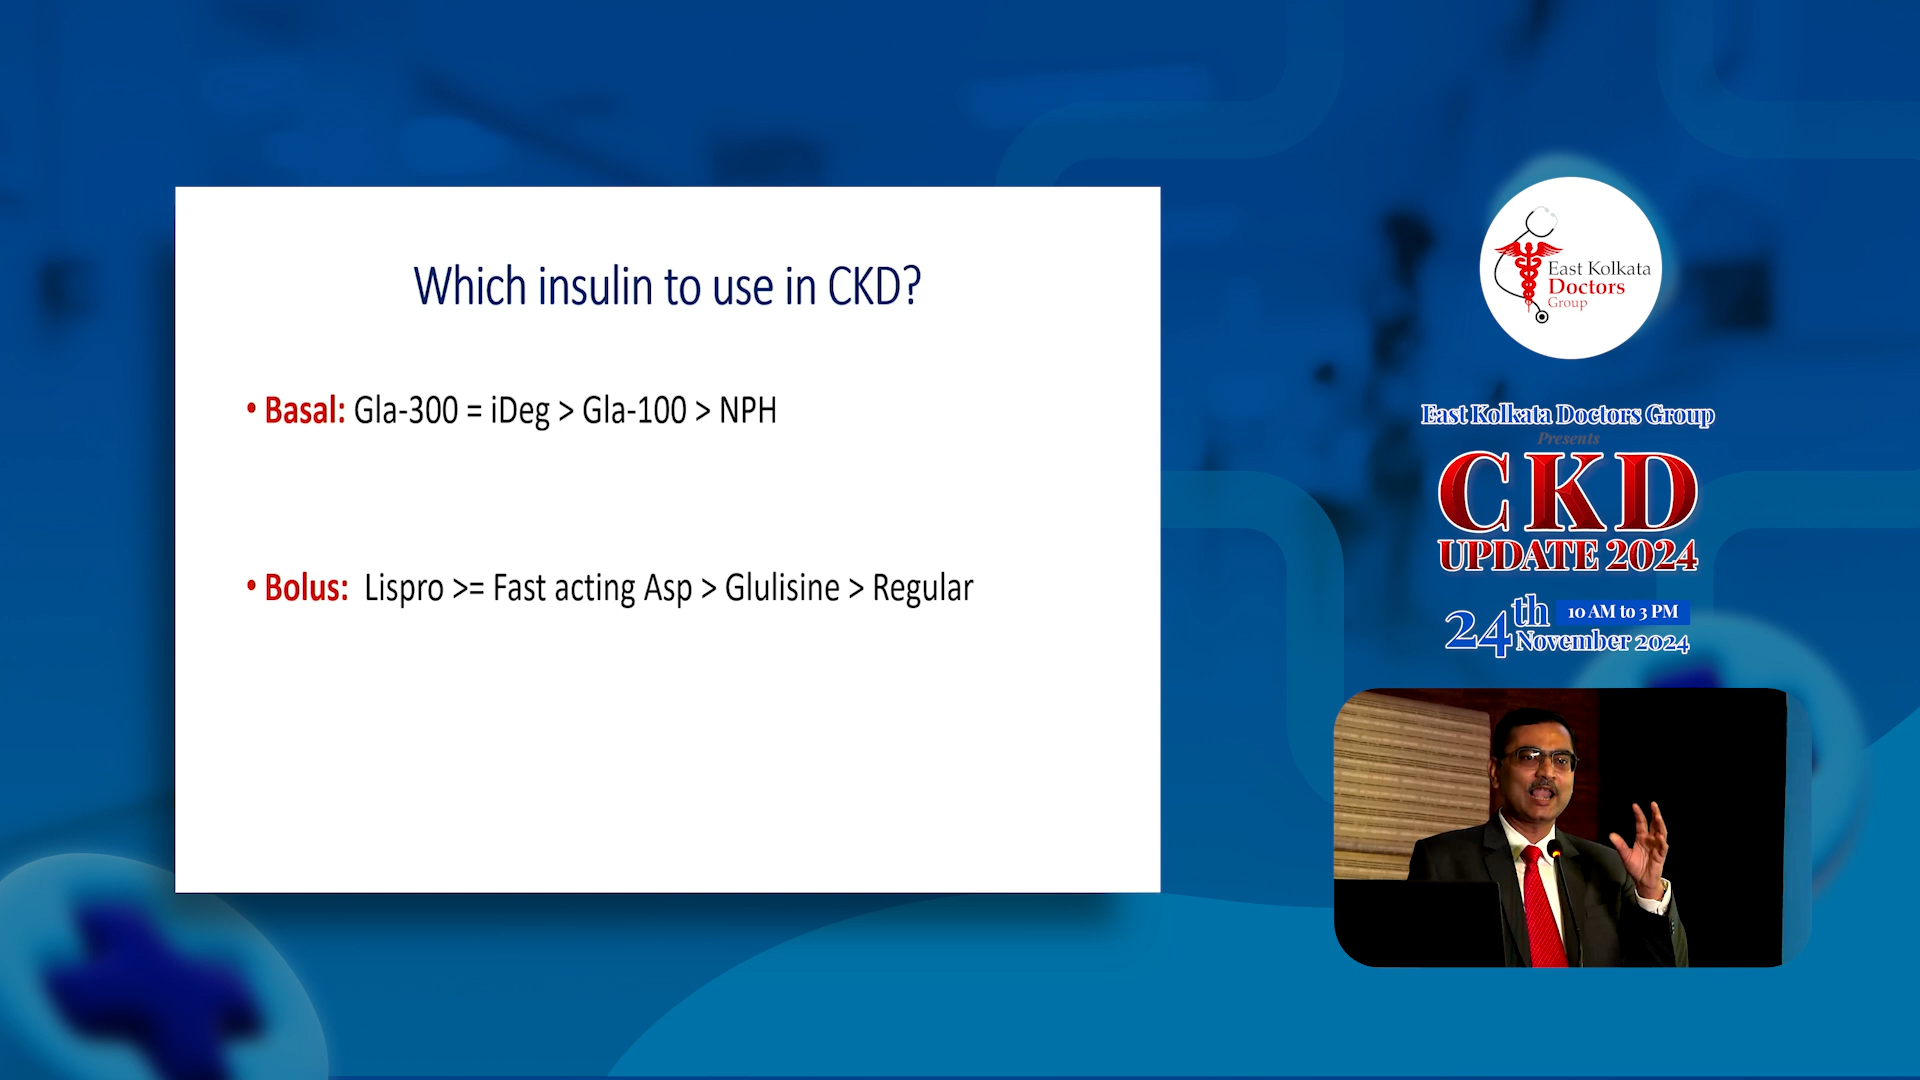 Which insulin to use in CKD?
• Basal: Gla-300 = iDeg > Gla-100 > NPH
• Bolus: Lispro >= Fast acting Asp > Glulisine > Regular
East Kolkata
Doctors
Group
East Kolkata Doctors Group
Presents
CKD
UPDATE 2024
24th 10 AM to 3 PM
November 2024